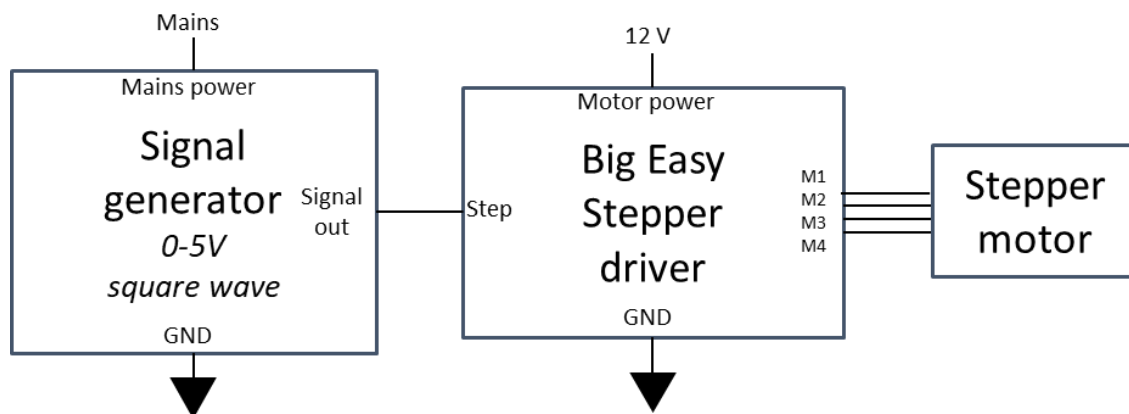 Mains
Mains power
Signal
generator
0-5V
square wave
Signal
out
GND
12 V
Motor power
Step
Big Easy
Stepper
driver
M1
M2
M3
M4
GND
Stepper
motor